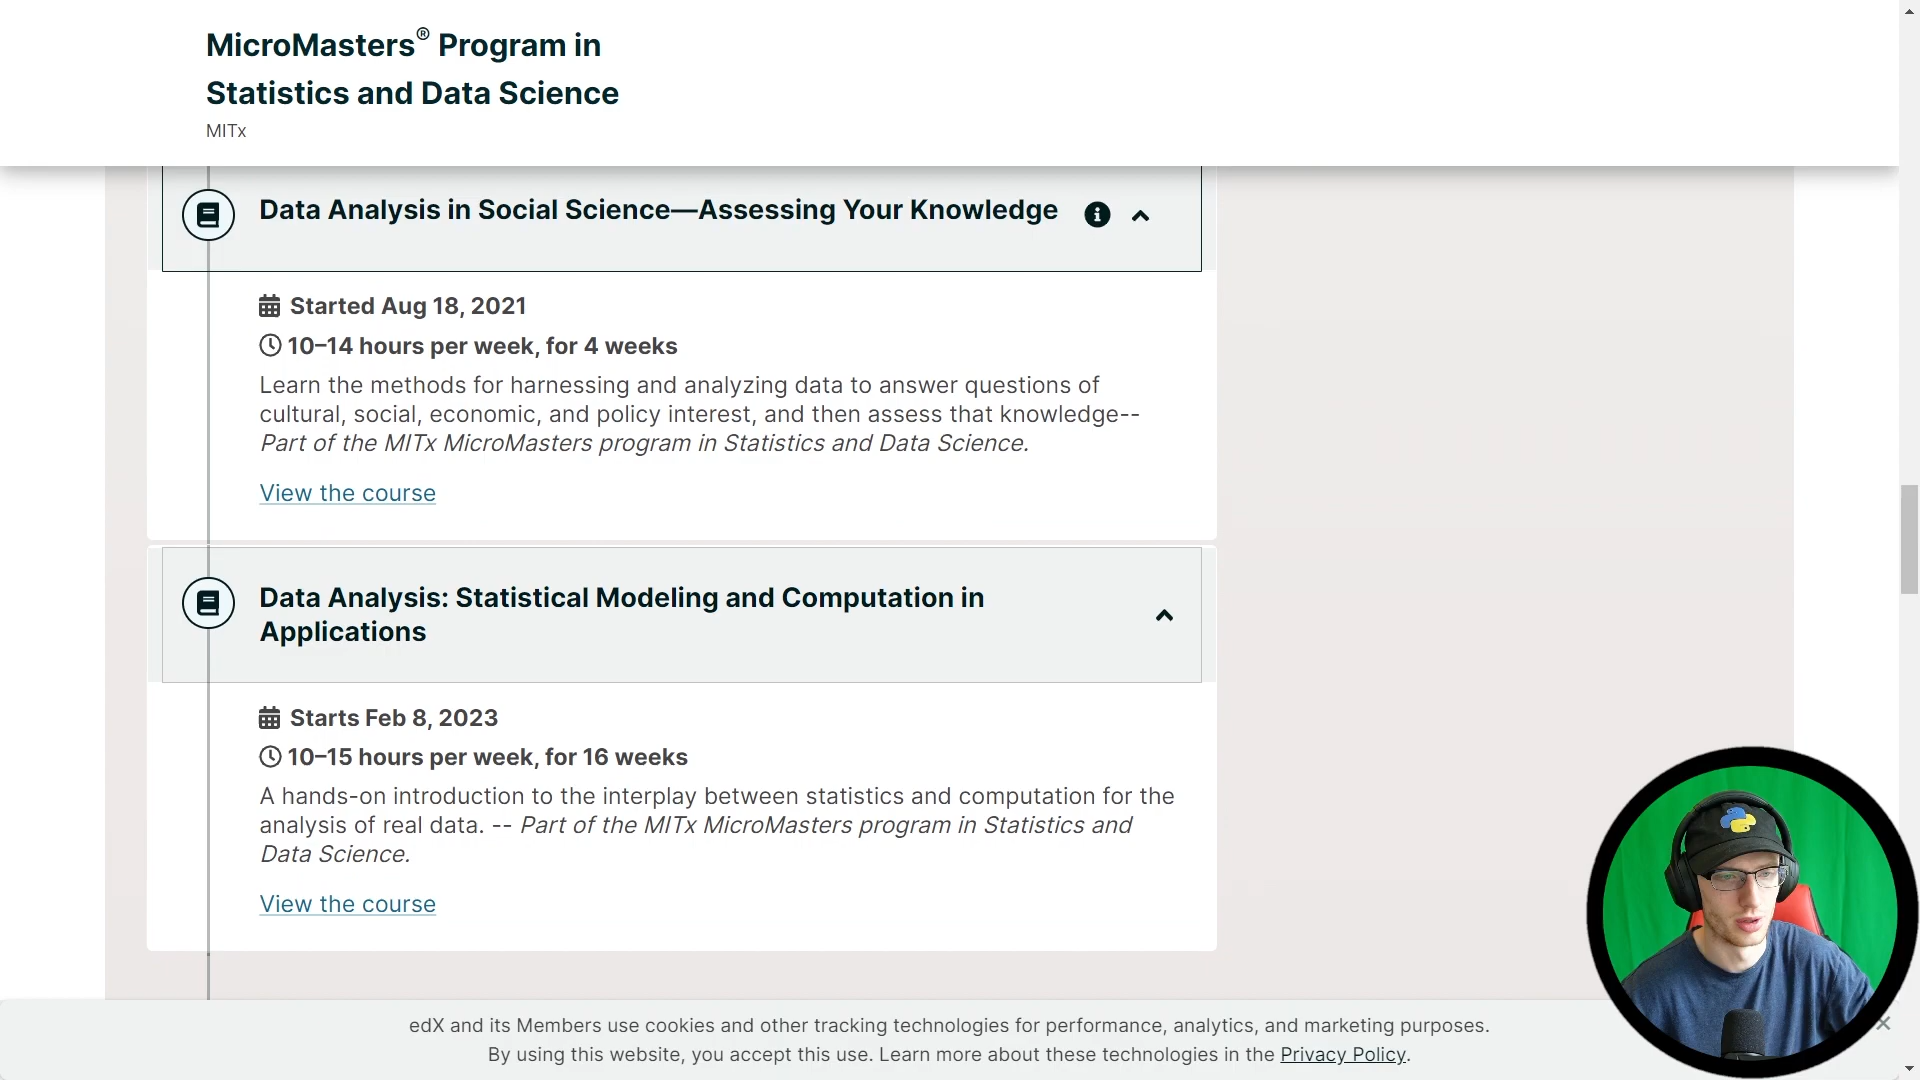 MicroMasters® Program in
Statistics and Data Science
MITx
Data Analysis in Social Science—Assessing Your Knowledge
Started Aug 18, 2021
10–14 hours per week, for 4 weeks
Learn the methods for harnessing and analyzing data to answer questions of
cultural, social, economic, and policy interest, and then assess that knowledge--
Part of the MITx MicroMasters program in Statistics and Data Science.
View the course
Data Analysis: Statistical Modeling and Computation in
Applications
Starts Feb 8, 2023
10–15 hours per week, for 16 weeks
A hands-on introduction to the interplay between statistics and computation for the
analysis of real data. -- Part of the MITx MicroMasters program in Statistics and
Data Science.
View the course
edX and its Members use cookies and other tracking technologies for performance, analytics, and marketing purposes.
By using this website, you accept this use. Learn more about these technologies in the Privacy Policy.